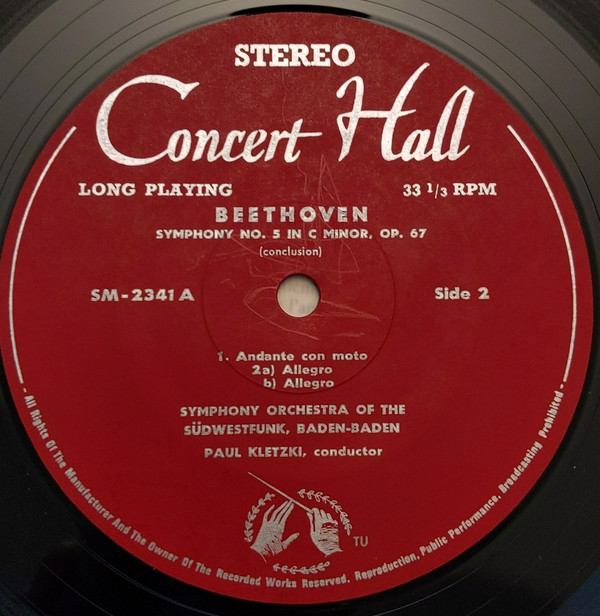 STEREO
Concert Hall
LONG PLAYING 33 1/3 RPM
BEETHOVEN
SYMPHONY NO. 5 IN C MINOR, OP. 67
(conclusion)
SM-2341 A Side 2
1. Andante con moto
2a) Allegro
b) Allegro
SYMPHONY ORCHESTRA OF THE
SÜDWESTFUNK, BADEN-BADEN
PAUL KLETZKI, conductor
TU
- All Rights Of The Manufacturer And The Owner Of The Recorded Works Reserved. Reproduction, Public Performance, Broadcasting Prohibited -